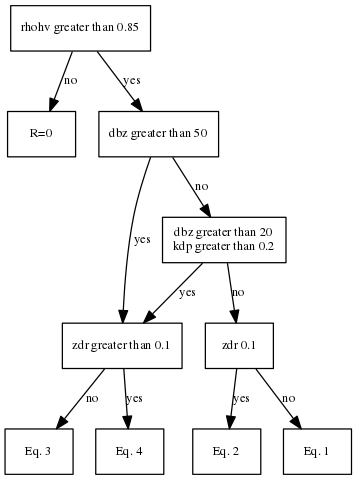 rhohv greater than 0.85
no
yes
R=0
dbz greater than 50
no
dbz greater than 20
kdp greater than 0.2
yes
yes
no
zdr greater than 0.1
zdr 0.1
no
yes
yes
no
Eq. 3
Eq. 4
Eq. 2
Eq. 1